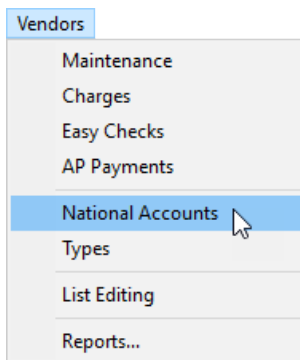 Vendors
Maintenance
Charges
Easy Checks
AP Payments
National Accounts
Types
List Editing
Reports...